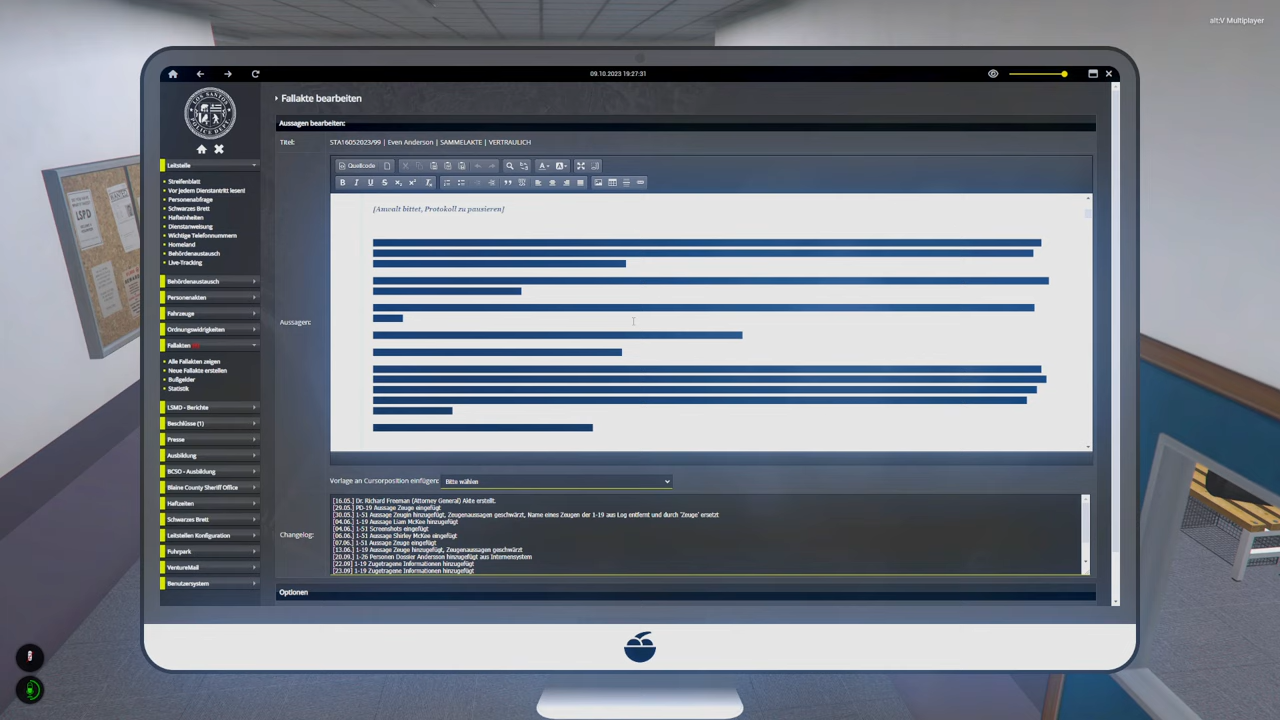 alt:V Multiplayer
09.10.2023 19:27:31
LOS SANTOS
POLICE DEPT
LSPD
Leitstelle
Streifenblatt
Vor jedem Dienstantritt lesen!
Personenabfrage
Schwarzes Brett
Hafteinheiten
Dienstanweisung
Wichtige Telefonnummern
Homeland
Behördenaustausch
Live-Tracking
Behördenaustausch
Personenakten
Fahrzeuge
Ordnungswidrigkeiten
Fallakten
Alle Fallakten zeigen
Neue Fallakte erstellen
Bußgelder
Statistik
LSMD - Berichte
Beschlüsse (1)
Presse
Ausbildung
BCSO - Ausbildung
Blaine County Sheriff Office
Haftzeiten
Schwarzes Brett
Leitstellen Konfiguration
Fuhrpark
VentureMail
Benutzersystem
Fallakte bearbeiten
Aussagen bearbeiten:
Titel: STA16052023/99 | Even Anderson | SAMMELAKTE | VERTRAULICH
Quellcode
[Anwalt bittet, Protokoll zu pausieren]
Aussagen:
Vorlage an Cursorposition einfügen: Bitte wählen
Changelog:
[16.05.] Dr. Richard Freeman (Attorney General) Akte erstellt.
[29.05] PD-19 Aussage Zeuge eingefügt
[30.05] 1-51 Aussage Zeugin hinzugefügt, Zeugenaussagen geschwärzt, Name eines Zeugen der 1-19 aus Log entfernt und durch 'Zeuge' ersetzt
[04.06.] 1-19 Aussage Liam McKee hinzugefügt
[04.06] 1-51 Screenshots eingefügt
[06.06] 1-51 Aussage Shirley McKee eingefügt
[07.06] 1-51 Aussage Zeuge eingefügt
[13.06] 1-19 Aussage Zeuge hinzugefügt, Zeugenaussagen geschwärzt
[20.09] 1-26 Personen Dossier Andersson hinzugefügt aus Internensystem
[22.09] 1-19 Zugetragene Informationen hinzugefügt
[23.09] 1-19 Zugetragene Informationen hinzugefügt
Optionen